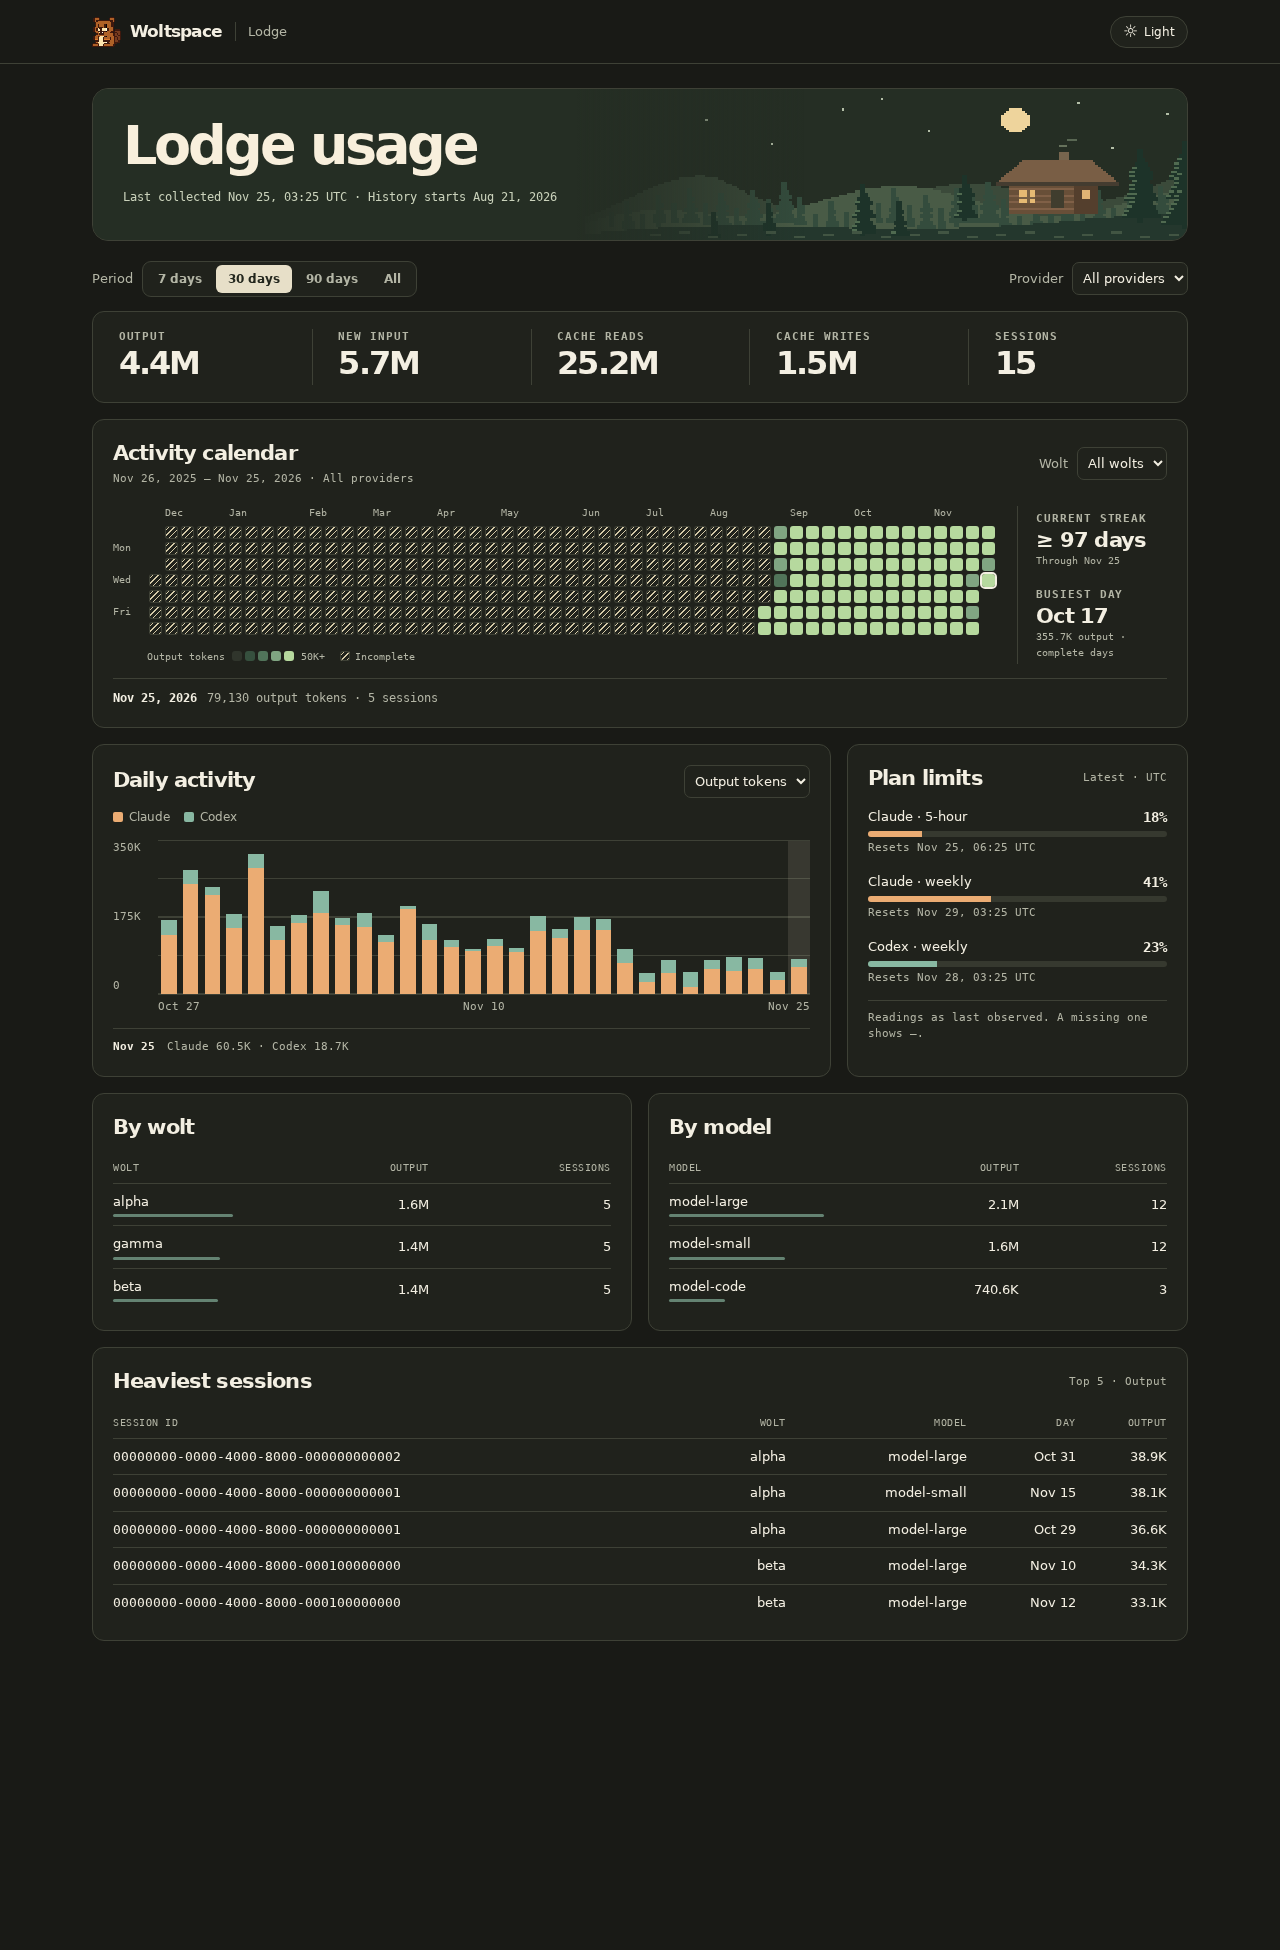 Woltspace
Lodge
Light
Lodge usage
Last collected Nov 25, 03:25 UTC · History starts Aug 21, 2026
Period
7 days
30 days
90 days
All
Provider
All providers
OUTPUT
4.4M
NEW INPUT
5.7M
CACHE READS
25.2M
CACHE WRITES
1.5M
SESSIONS
15
Activity calendar
Nov 26, 2025 — Nov 25, 2026 · All providers
Wolt
All wolts
Dec Jan Feb Mar Apr May Jun Jul Aug Sep Oct Nov
Mon
Wed
Fri
Output tokens
50K+
Incomplete
CURRENT STREAK
≥ 97 days
Through Nov 25
BUSIEST DAY
Oct 17
355.7K output ·
complete days
Nov 25, 2026 79,130 output tokens · 5 sessions
Daily activity
Output tokens
Claude
Codex
350K
175K
0
Oct 27
Nov 10
Nov 25
Nov 25 Claude 60.5K · Codex 18.7K
Plan limits
Latest · UTC
Claude · 5-hour
18%
Resets Nov 25, 06:25 UTC
Claude · weekly
41%
Resets Nov 29, 03:25 UTC
Codex · weekly
23%
Resets Nov 28, 03:25 UTC
Readings as last observed. A missing one
shows —.
By wolt
WOLT OUTPUT SESSIONS
alpha 1.6M 5
gamma 1.4M 5
beta 1.4M 5
By model
MODEL OUTPUT SESSIONS
model-large 2.1M 12
model-small 1.6M 12
model-code 740.6K 3
Heaviest sessions
Top 5 · Output
SESSION ID WOLT MODEL DAY OUTPUT
00000000-0000-4000-8000-000000000002 alpha model-large Oct 31 38.9K
00000000-0000-4000-8000-000000000001 alpha model-small Nov 15 38.1K
00000000-0000-4000-8000-000000000001 alpha model-large Oct 29 36.6K
00000000-0000-4000-8000-000100000000 beta model-large Nov 10 34.3K
00000000-0000-4000-8000-000100000000 beta model-large Nov 12 33.1K